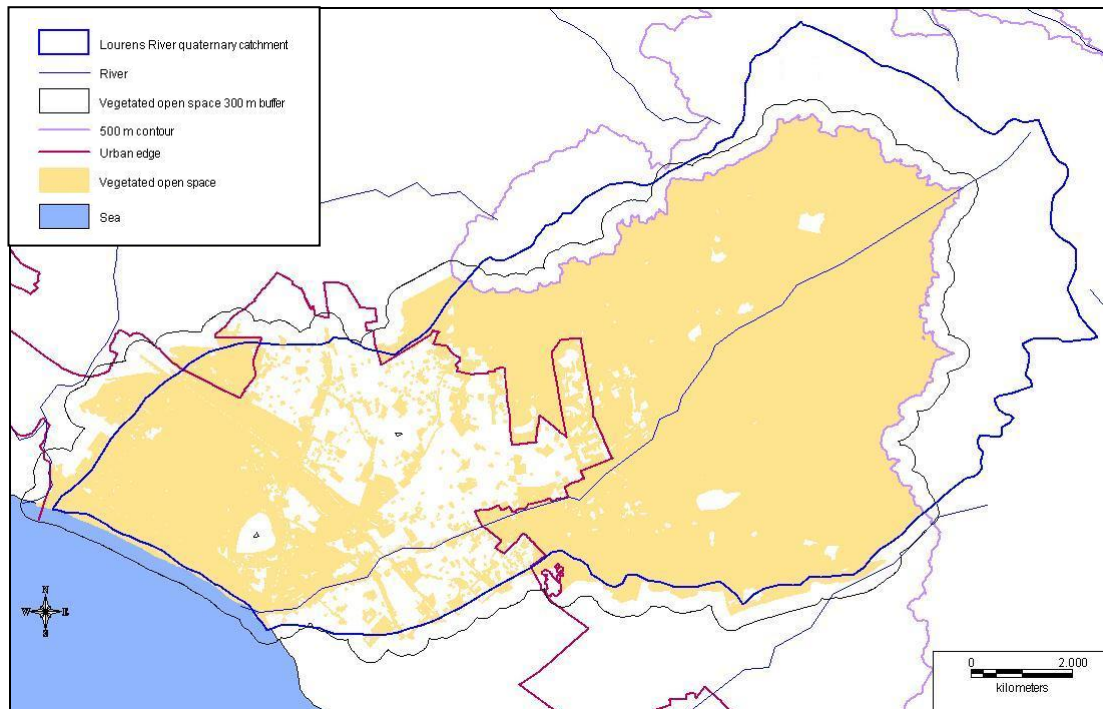 Lourens River quaternary catchment
River
Vegetated open space 300 m buffer
500 m contour
Urban edge
Vegetated open space
Sea
N
W E
S
0 2.000
kilometers